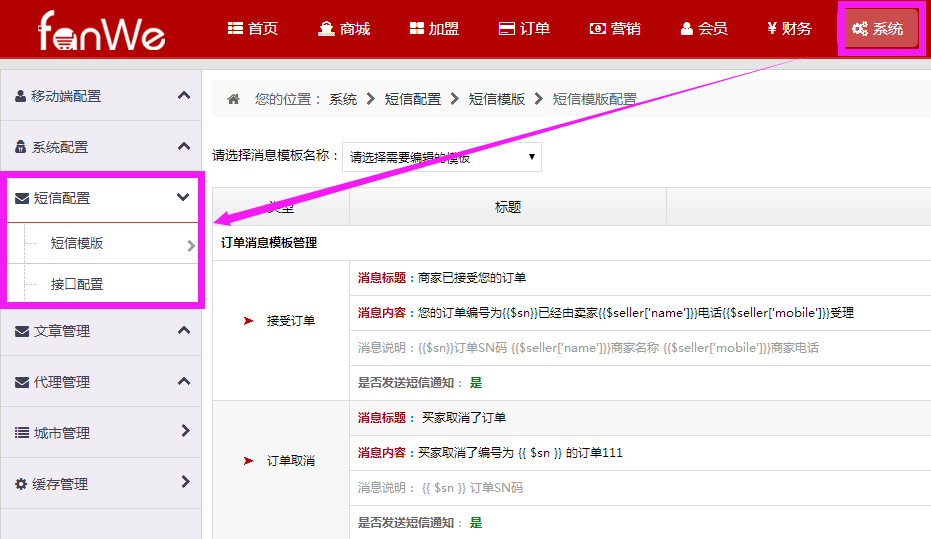 fanWe
首页 商城 加盟 订单 营销 会员 ¥ 财务 系统
移动端配置
系统配置
短信配置
短信模版
接口配置
文章管理
代理管理
城市管理
缓存管理
您的位置： 系统 > 短信配置 > 短信模版 > 短信模版配置
请选择消息模板名称： 请选择需要编辑的模板
类型 标题
订单消息模板管理
接受订单
消息标题：商家已接受您的订单
消息内容：您的订单编号为{{$sn}}已经由卖家{{$seller['name']}}电话{{$seller['mobile']}}受理
消息说明：{{$sn}}订单SN码 {{$seller['name']}}商家名称 {{$seller['mobile']}}商家电话
是否发送短信通知： 是
订单取消
消息标题： 买家取消了订单
消息内容：买家取消了编号为 {{ $sn }} 的订单111
消息说明： {{ $sn }} 订单SN码
是否发送短信通知： 是